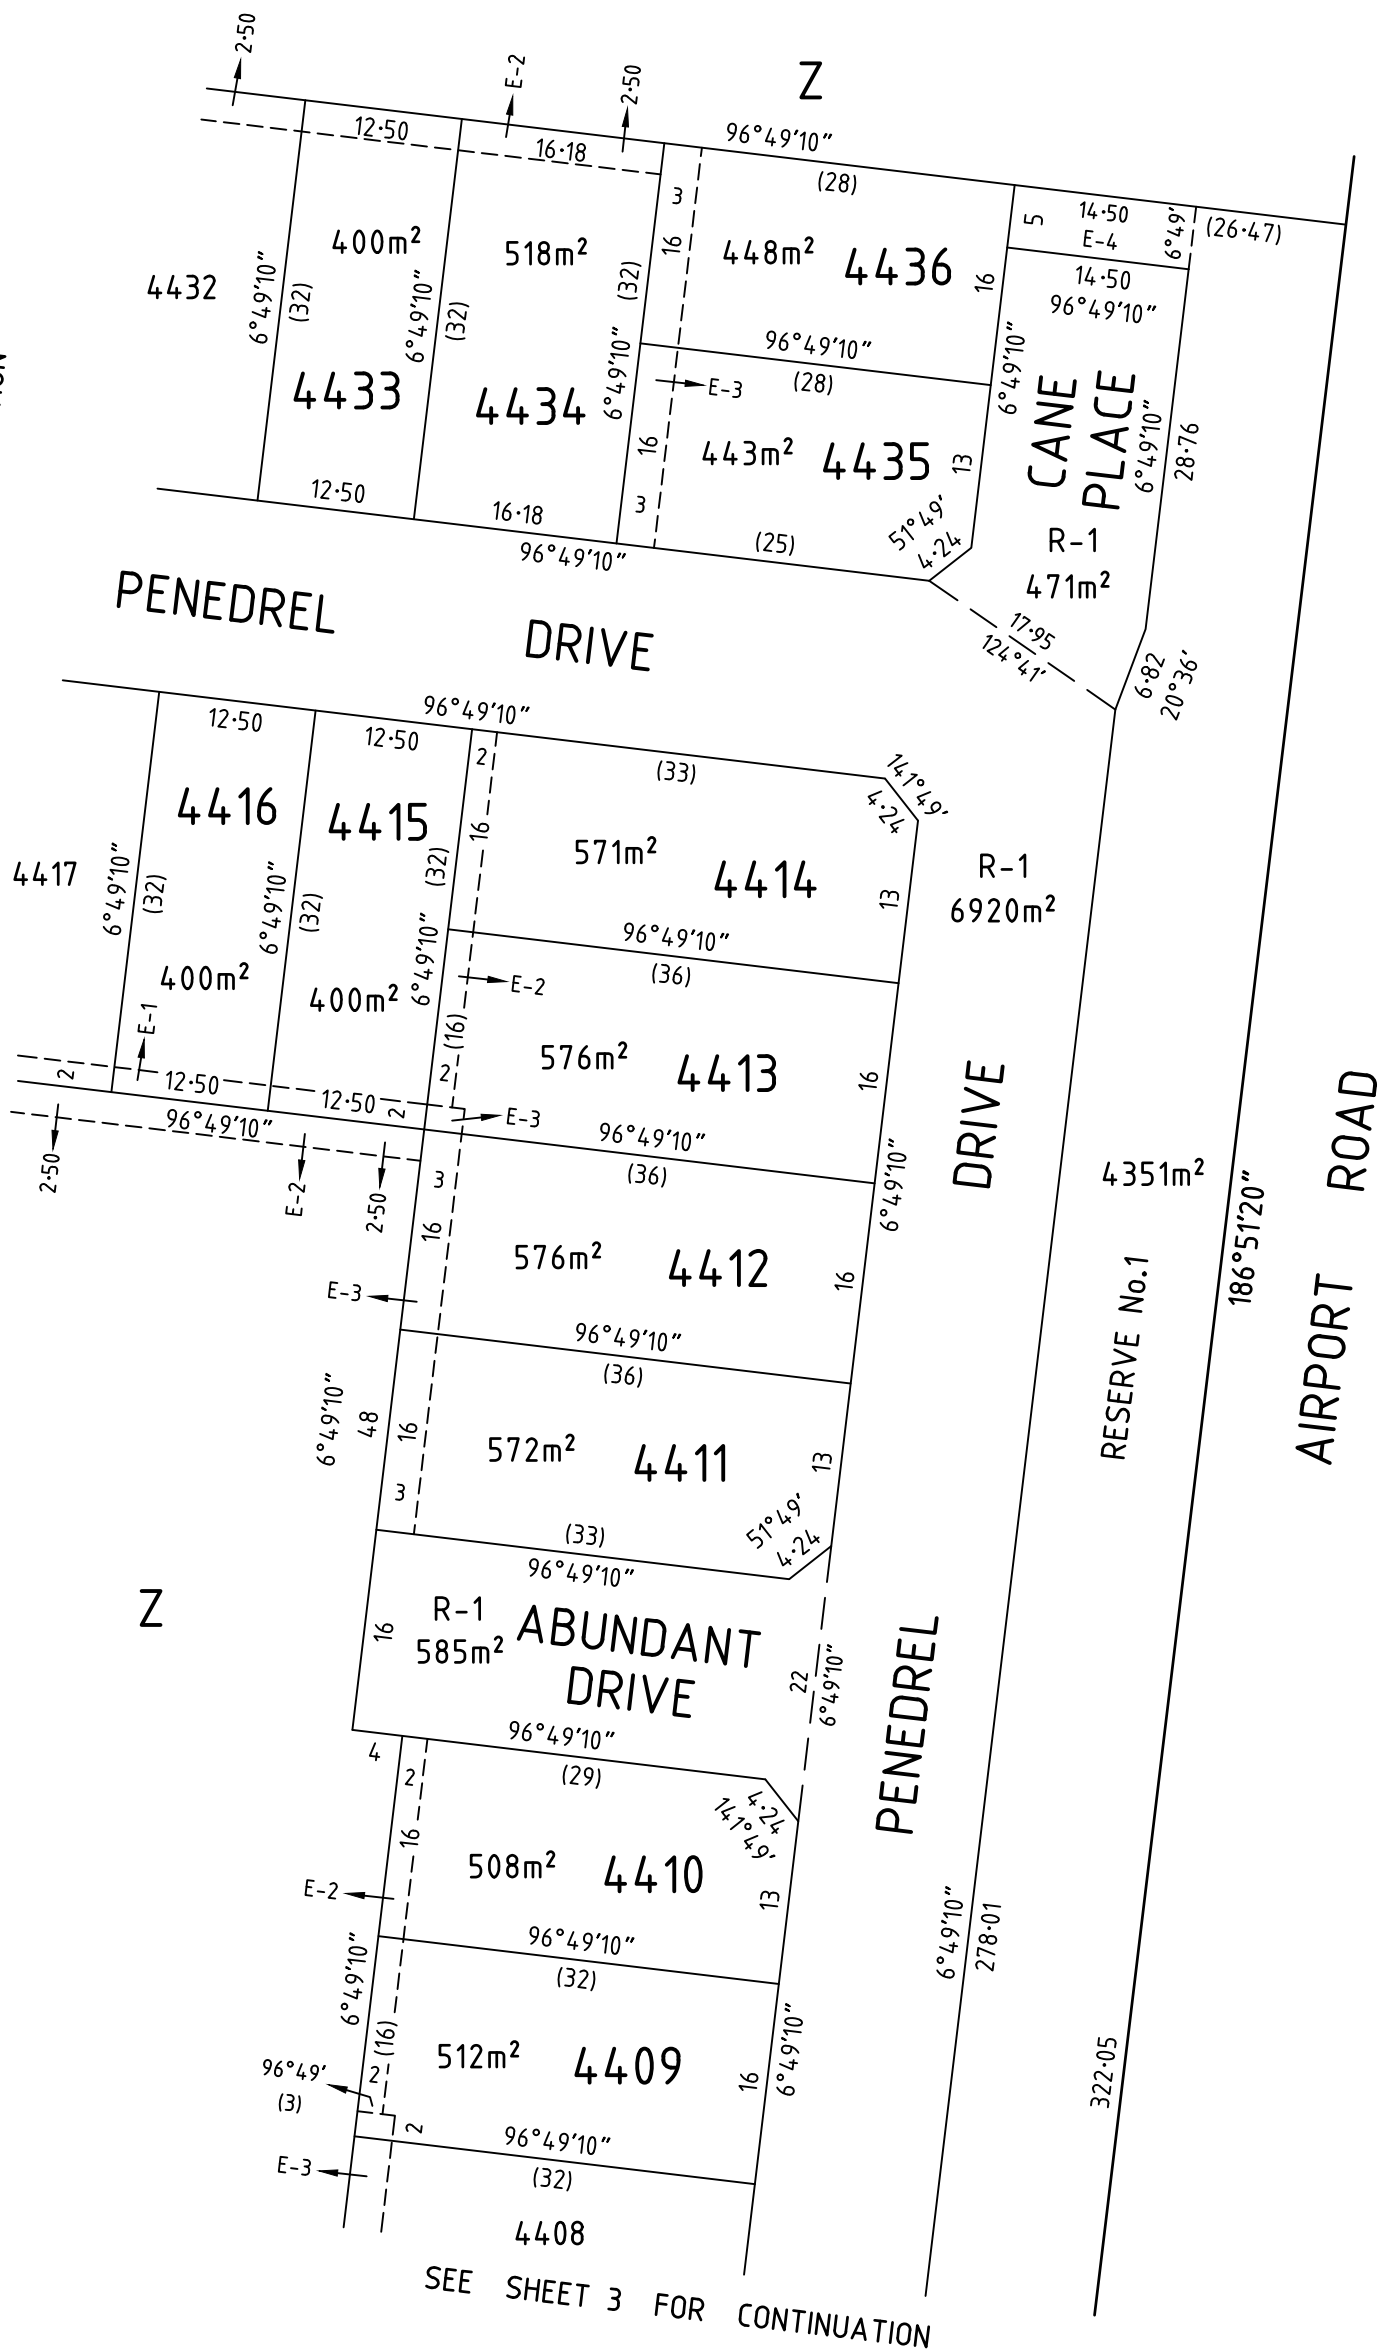 2·50
E-2
2·50
Z
12·50
16·18
96°49'10"
(28)
14·50
E-4
5
6°49'
(26·47)
14·50
96°49'10"
3
16
400m²
518m²
448m² 4436
16
4432
6°49'10"
(32)
6°49'10"
(32)
(32)
6°49'10"
96°49'10"
(28)
E-3
6°49'10"
4433
4434
16
3
443m² 4435
13
51°49'
4·24
CANE
PLACE
6°49'10"
28·76
R-1
471m²
12·50
16·18
96°49'10"
(25)
PENEDREL DRIVE
17·95
124°41'
6·82
20°36'
12·50
12·50
96°49'10"
2
(33)
141°49'
4·24
4416
4415
16
571m² 4414
13
R-1
6920m²
4417
6°49'10"
(32)
6°49'10"
(32)
(32)
6°49'10"
96°49'10"
(36)
400m²
400m²
E-1
E-2
(16)
2
576m² 4413
16
2
12·50
12·50
2
E-3
96°49'10"
96°49'10"
(36)
2·50
E-2
2·50
3
16
576m² 4412
16
6°49'10"
DRIVE
4351m²
186°51'20"
RESERVE No.1
AIRPORT ROAD
E-3
96°49'10"
(36)
6°49'10"
48
16
3
572m² 4411
13
51°49'
4·24
(33)
96°49'10"
Z
16
R-1
585m²
ABUNDANT
DRIVE
22
6°49'10"
PENEDREL
96°49'10"
4
2
(29)
4·24
141°49'
16
508m² 4410
13
E-2
96°49'10"
(32)
6°49'10"
278·01
6°49'10"
(16)
2
512m² 4409
16
6°49'10"
96°49'
(3)
2
96°49'10"
(32)
E-3
322·05
4408
SEE SHEET 3 FOR CONTINUATION